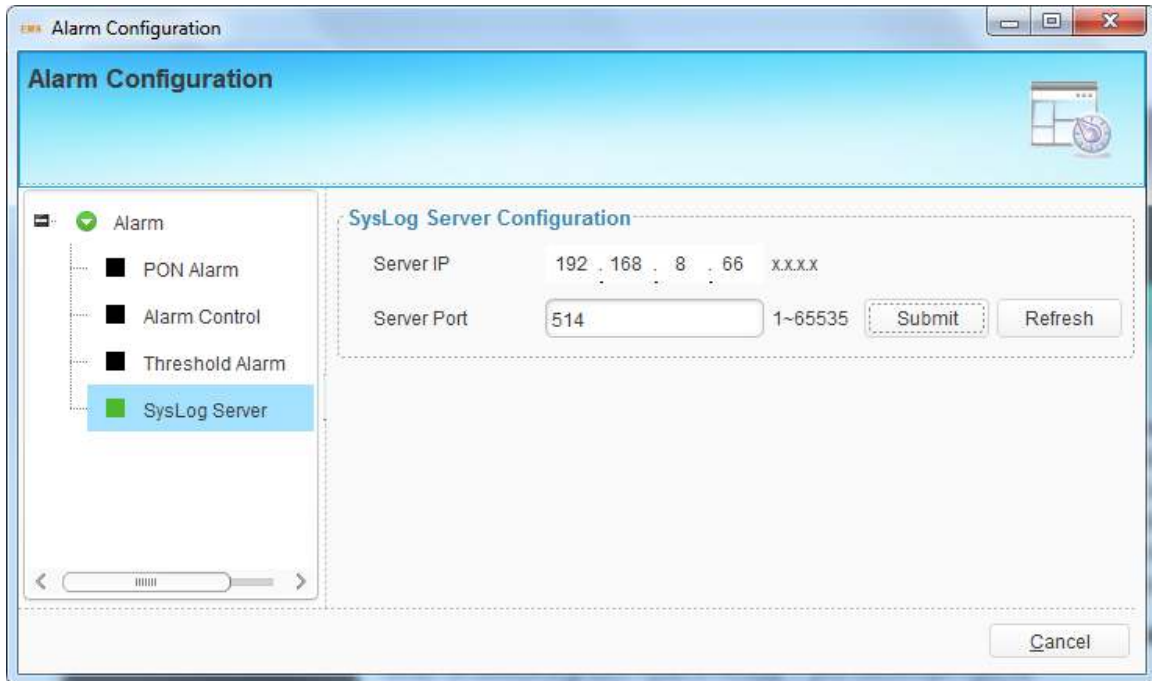 EMS Alarm Configuration
Alarm Configuration
Alarm
PON Alarm
Alarm Control
Threshold Alarm
SysLog Server
SysLog Server Configuration
Server IP 192 . 168 . 8 . 66 x.x.x.x
Server Port 514 1~65535 Submit Refresh
Cancel